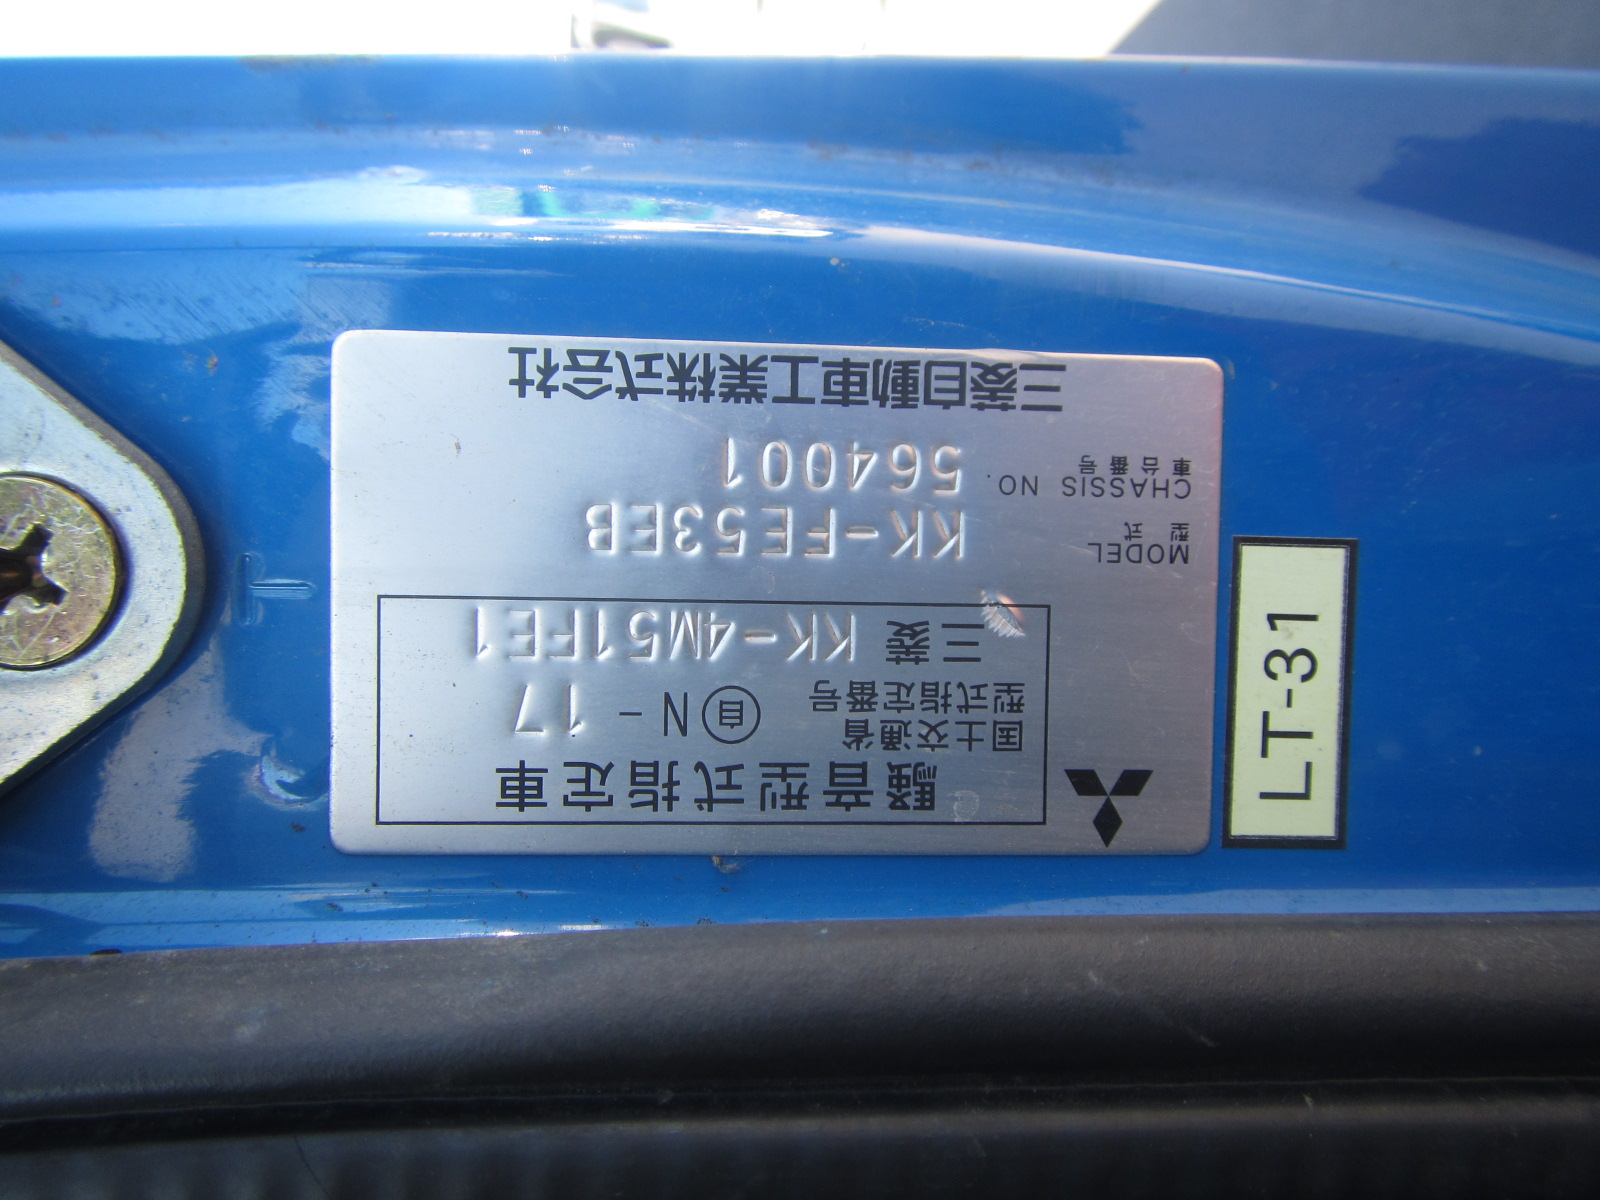 騒音型式指定車
国土交通省
型式指定番号 自N - 17
三菱 KK-4M51FE1
MODEL
型 式
KK-FE53EB
CHASSIS NO.
車台番号
564001
三菱自動車工業株式会社
LT-31